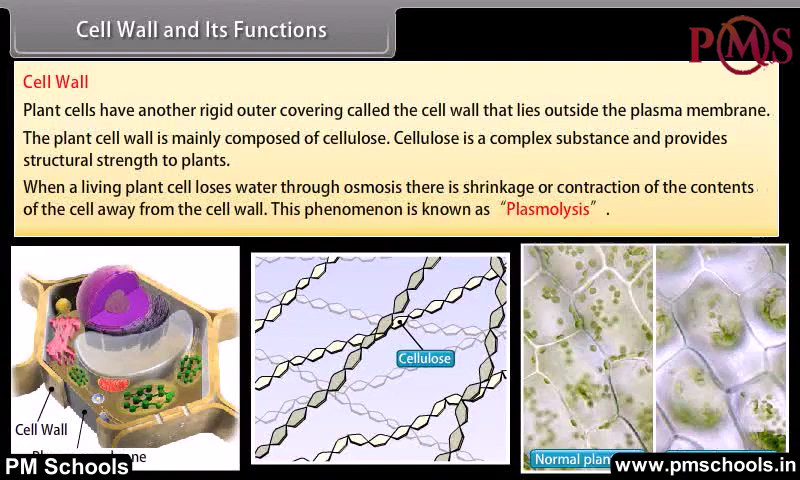 Cell Wall and Its Functions
PMS
Cell Wall
Plant cells have another rigid outer covering called the cell wall that lies outside the plasma membrane.
The plant cell wall is mainly composed of cellulose. Cellulose is a complex substance and provides
structural strength to plants.
When a living plant cell loses water through osmosis there is shrinkage or contraction of the contents
of the cell away from the cell wall. This phenomenon is known as “Plasmolysis” .
Cellulose
Cell Wall
Normal
PM Schools
www.pmschools.in